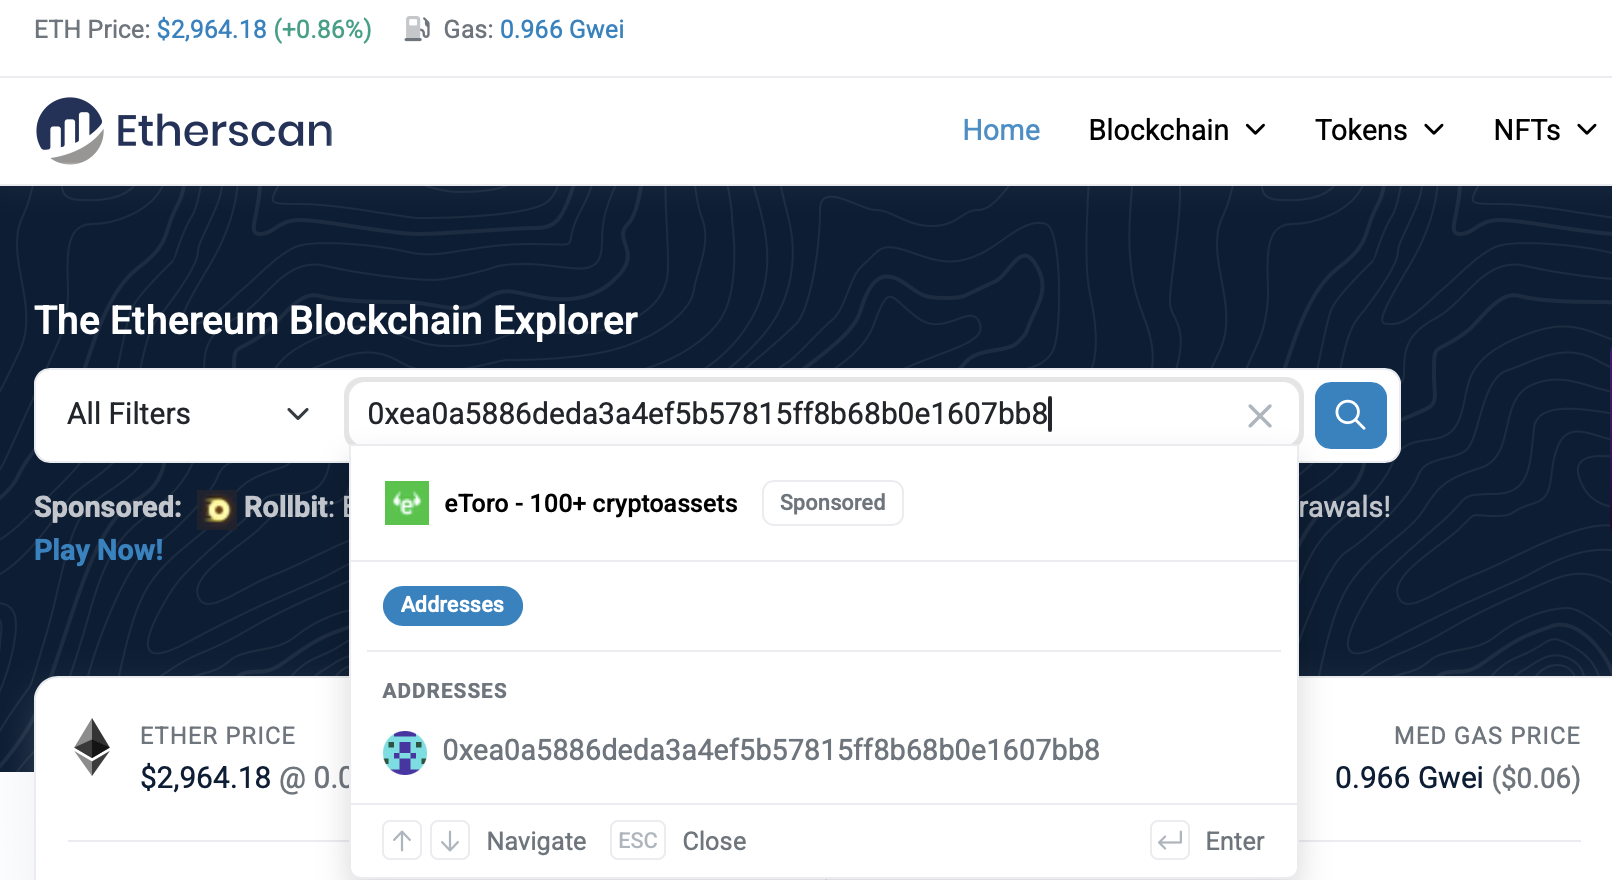 ETH Price: $2,964.18 (+0.86%) Gas: 0.966 Gwei
Etherscan
Home Blockchain Tokens NFTs
The Ethereum Blockchain Explorer
All Filters 0xea0a5886deda3a4ef5b57815ff8b68b0e1607bb8
eToro - 100+ cryptoassets Sponsored
Sponsored: Rollbit: rawals!
Play Now!
Addresses
ADDRESSES
0xea0a5886deda3a4ef5b57815ff8b68b0e1607bb8
ETHER PRICE
$2,964.18 @ 0.0
MED GAS PRICE
0.966 Gwei ($0.06)
Navigate ESC Close Enter